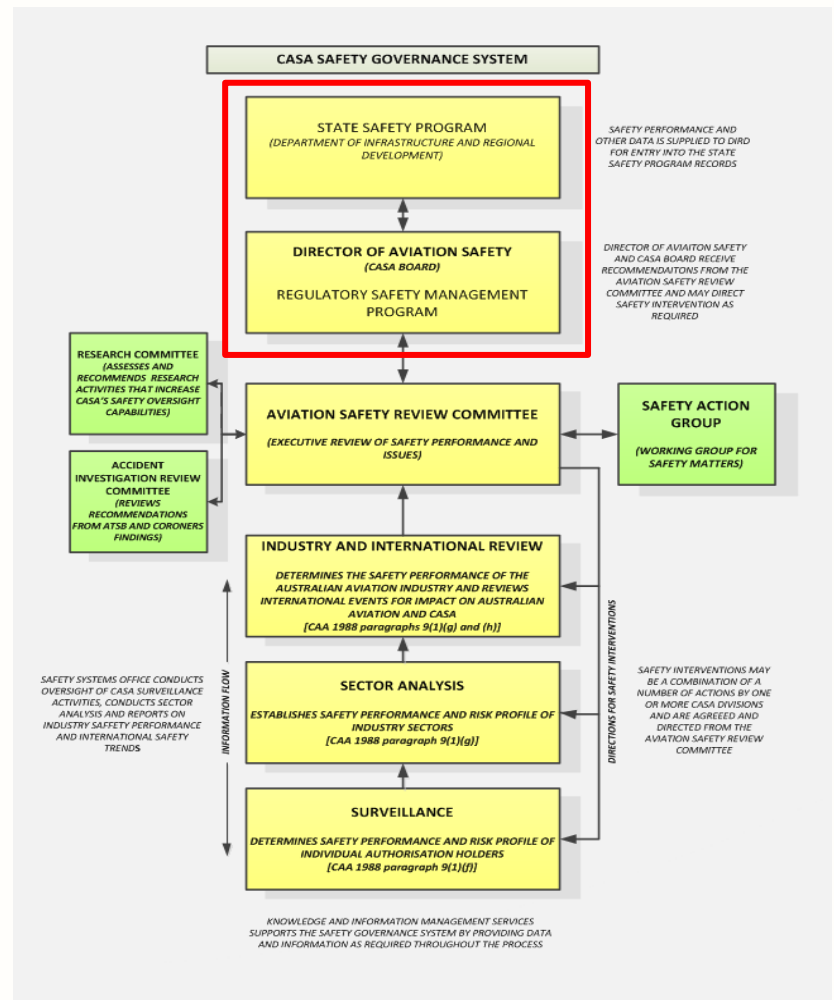 CASA SAFETY GOVERNANCE SYSTEM
STATE SAFETY PROGRAM
(DEPARTMENT OF INFRASTRUCTURE AND REGIONAL
DEVELOPMENT)
SAFETY PERFORMANCE AND
OTHER DATA IS SUPPLIED TO DIRD
FOR ENTRY INTO THE STATE
SAFETY PROGRAM RECORDS
DIRECTOR OF AVIATION SAFETY
(CASA BOARD)
REGULATORY SAFETY MANAGEMENT
PROGRAM
DIRECTOR OF AVIAITON SAFETY
AND CASA BOARD RECEIVE
RECOMMENDAITONS FROM THE
AVIATION SAFETY REVIEW
COMMITTEE AND MAY DIRECT
SAFETY INTERVENTION AS
REQUIRED
RESEARCH COMMITTEE
(ASSESSES AND
RECOMMENDS RESEARCH
ACTIVITIES THAT INCREASE
CASA'S SAFETY OVERSIGHT
CAPABILITIES)
AVIATION SAFETY REVIEW COMMITTEE
(EXECUTIVE REVIEW OF SAFETY PERFORMANCE AND
ISSUES)
SAFETY ACTION
GROUP
(WORKING GROUP FOR
SAFETY MATTERS)
ACCIDENT
INVESTIGATION REVIEW
COMMITTEE
(REVIEWS
RECOMMENDATIONS
FROM ATSB AND CORONERS
FINDINGS)
INDUSTRY AND INTERNATIONAL REVIEW
DETERMINES THE SAFETY PERFORMANCE OF THE
AUSTRALIAN AVIATION INDUSTRY AND REVIEWS
INTERNATIONAL EVENTS FOR IMPACT ON AUSTRALIAN
AVIATION AND CASA
[CAA 1988 paragraphs 9(1)(g) and (h)]
SAFETY SYSTEMS OFFICE CONDUCTS
OVERSIGHT OF CASA SURVEILLANCE
ACTIVITIES, CONDUCTS SECTOR
ANALYSIS AND REPORTS ON
INDUSTRY SAFETY PERFORMANCE
AND INTERNATIONAL SAFETY
TRENDS
INFORMATION FLOW
SECTOR ANALYSIS
ESTABLISHES SAFETY PERFORMANCE AND RISK PROFILE OF
INDUSTRY SECTORS
[CAA 1988 paragraph 9(1)(g)]
DIRECTIONS FOR SAFETY INTERVENTIONS
SAFETY INTERVENTIONS MAY
BE A COMBINATION OF A
NUMBER OF ACTIONS BY ONE
OR MORE CASA DIVISIONS
AND ARE AGREEED AND
DIRECTED FROM THE
AVIATION SAFETY REVIEW
COMMITTEE
SURVEILLANCE
DETERMINES SAFETY PERFORMANCE AND RISK PROFILE OF
INDIVIDUAL AUTHORISATION HOLDERS
[CAA 1988 paragraph 9(1)(f)]
KNOWLEDGE AND INFORMATION MANAGEMENT SERVICES
SUPPORTS THE SAFETY GOVERNANCE SYSTEM BY PROVIDING DATA
AND INFORMATION AS REQUIRED THROUGHOUT THE PROCESS